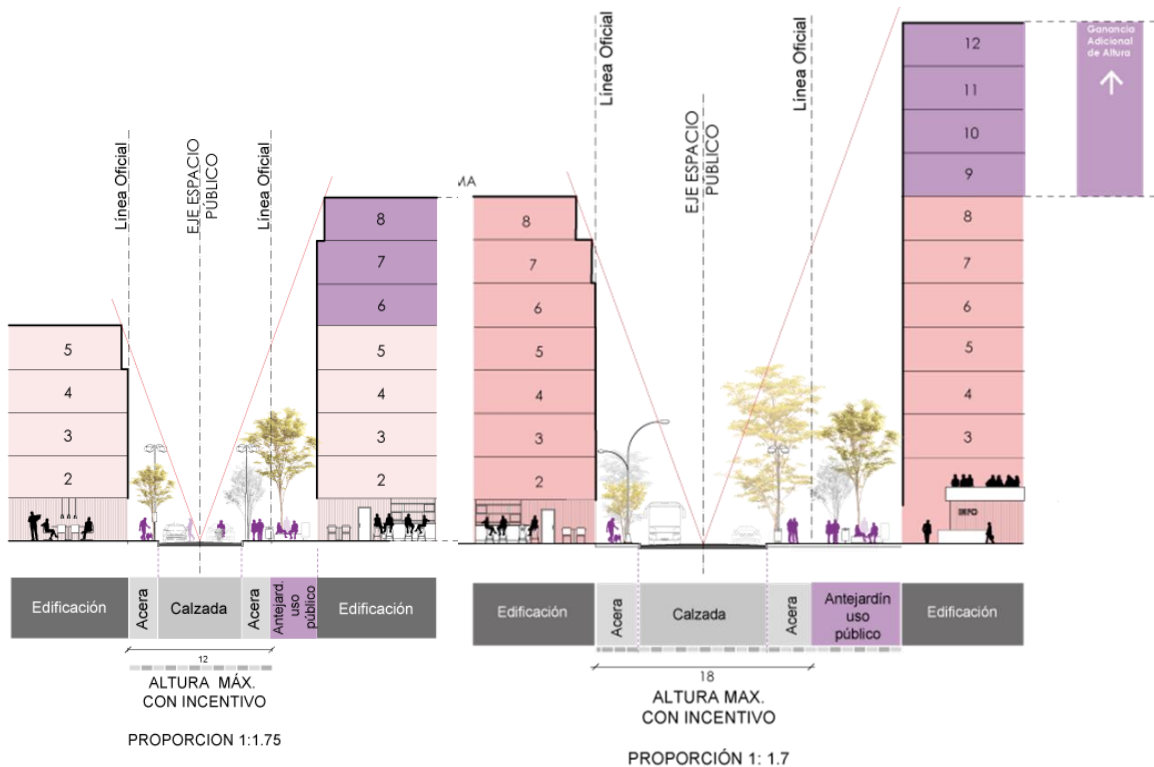 Línea Oficial
EJE ESPACIO
PÚBLICO
Línea Oficial
8
7
6
5
5
4
4
3
3
2
2
Edificación
Acera
Calzada
Acera
Antejard.
uso
público
Edificación
12
ALTURA MÁX.
CON INCENTIVO
PROPORCION 1:1.75
MA
Línea Oficial
EJE ESPACIO
PÚBLICO
Línea Oficial
Ganancia
Adicional
de Altura
12
11
10
9
8
8
7
7
6
6
5
5
4
4
3
3
2
INFO
Edificación
Acera
Calzada
Acera
Antejardín
uso
público
Edificación
18
ALTURA MAX.
CON INCENTIVO
PROPORCIÓN 1: 1.7